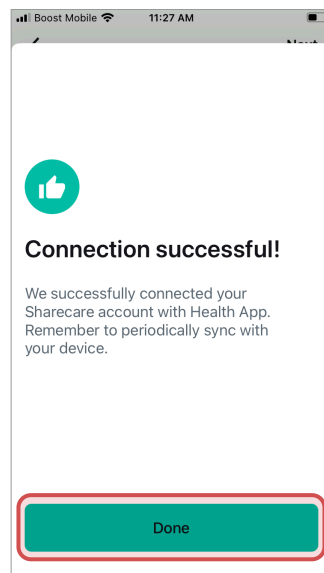 Boost Mobile 11:27 AM
Connection successful!
We successfully connected your
Sharecare account with Health App.
Remember to periodically sync with
your device.
Done